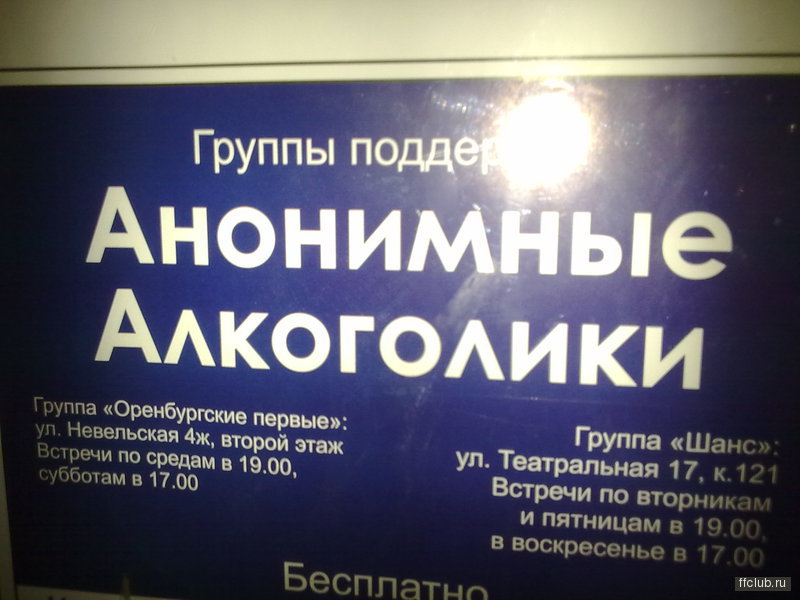 Группы
Анонимные
Алкоголики
Группа «Оренбургские первые»:
ул. Невельская 4ж, второй этаж
Встречи по средам в 19.00,
субботам в 17.00
Группа «Шанс»:
ул. Театральная 17, к.121
Встречи по вторникам
и пятницам в 19.00,
в воскресенье в 17.00
Бесплатно
ffclub.ru